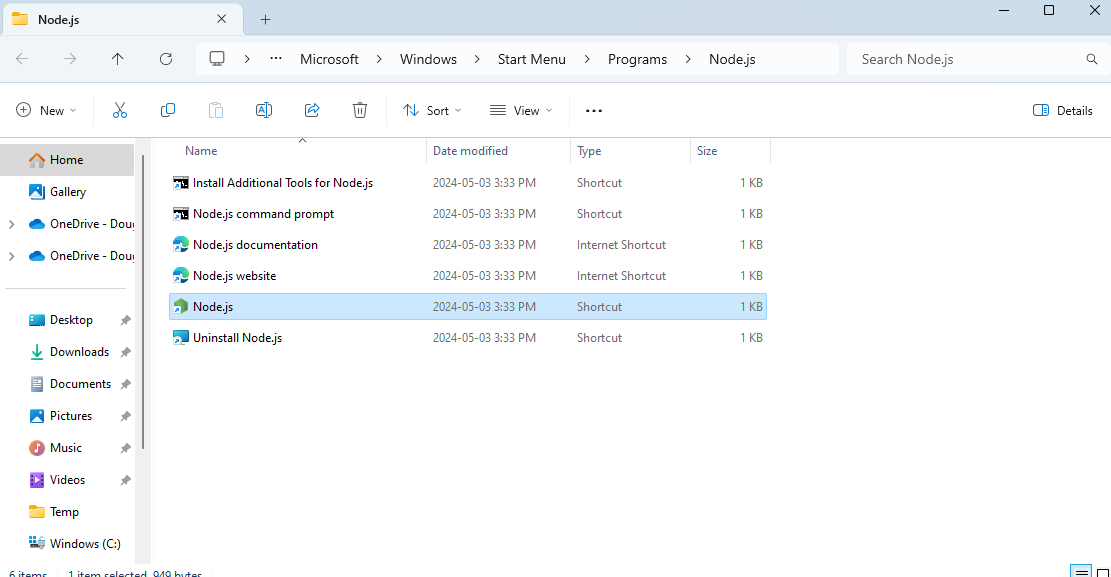 Node.js
Microsoft > Windows > Start Menu > Programs > Node.js
Search Node.js
New
Sort
View
Details
Name Date modified Type Size
Install Additional Tools for Node.js 2024-05-03 3:33 PM Shortcut 1 KB
Node.js command prompt 2024-05-03 3:33 PM Shortcut 1 KB
Node.js documentation 2024-05-03 3:33 PM Internet Shortcut 1 KB
Node.js website 2024-05-03 3:33 PM Internet Shortcut 1 KB
Node.js 2024-05-03 3:33 PM Shortcut 1 KB
Uninstall Node.js 2024-05-03 3:33 PM Shortcut 1 KB
Home
Gallery
OneDrive - Doug
OneDrive - Doug
Desktop
Downloads
Documents
Pictures
Music
Videos
Temp
Windows (C:)
6 items 1 item selected 949 bytes